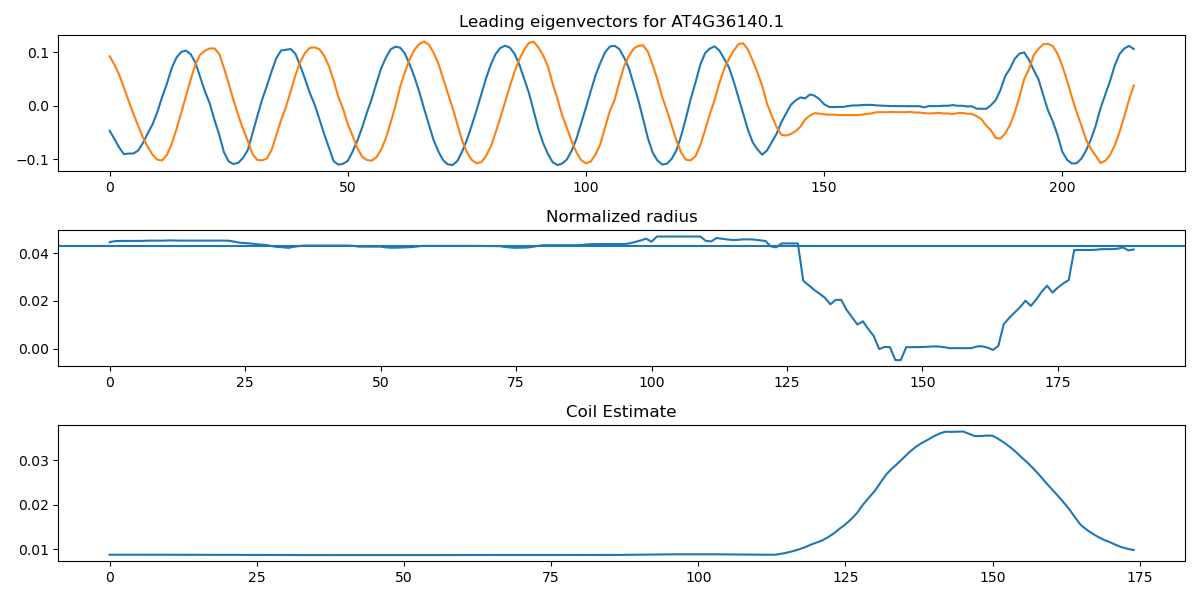 Leading eigenvectors for AT4G36140.1
0.1
0.0
−0.1
0 50 100 150 200
Normalized radius
0.04
0.02
0.00
0 25 50 75 100 125 150 175
Coil Estimate
0.03
0.02
0.01
0 25 50 75 100 125 150 175